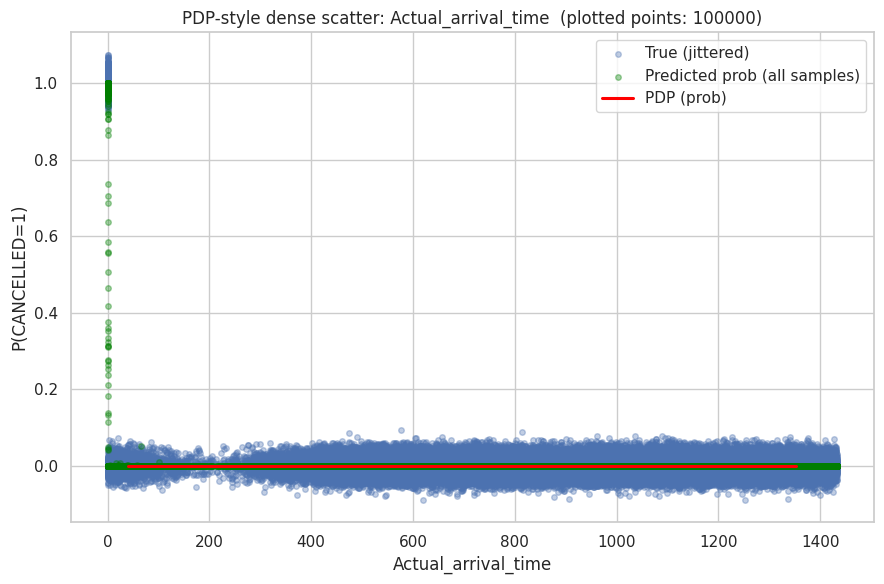 PDP-style dense scatter: Actual_arrival_time  (plotted points: 100000)
True (jittered)
Predicted prob (all samples)
PDP (prob)
P(CANCELLED=1)
1.0
0.8
0.6
0.4
0.2
0.0
0 200 400 600 800 1000 1200 1400
Actual_arrival_time